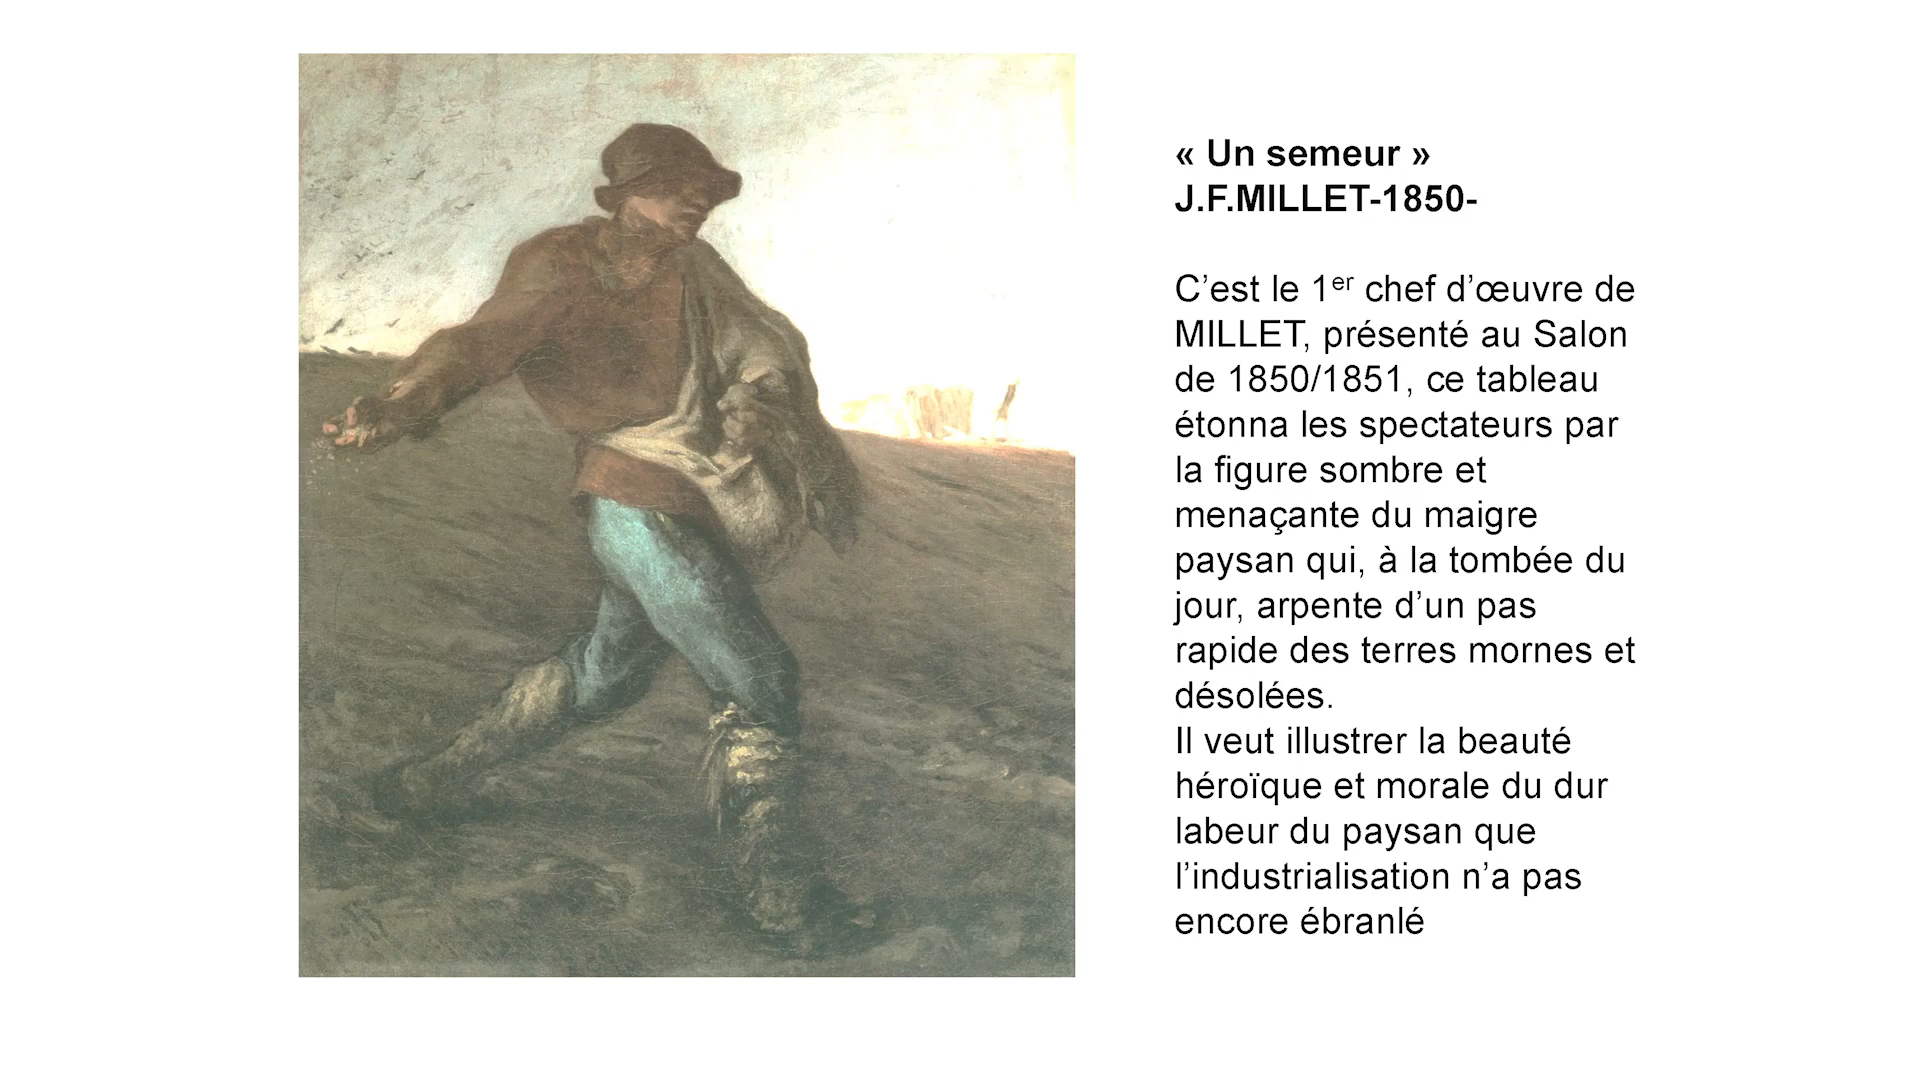 « Un semeur »
J.F.MILLET-1850-
C’est le 1er chef d’œuvre de
MILLET, présenté au Salon
de 1850/1851, ce tableau
étonna les spectateurs par
la figure sombre et
menaçante du maigre
paysan qui, à la tombée du
jour, arpente d’un pas
rapide des terres mornes et
désolées.
Il veut illustrer la beauté
héroïque et morale du dur
labeur du paysan que
l’industrialisation n’a pas
encore ébranlé